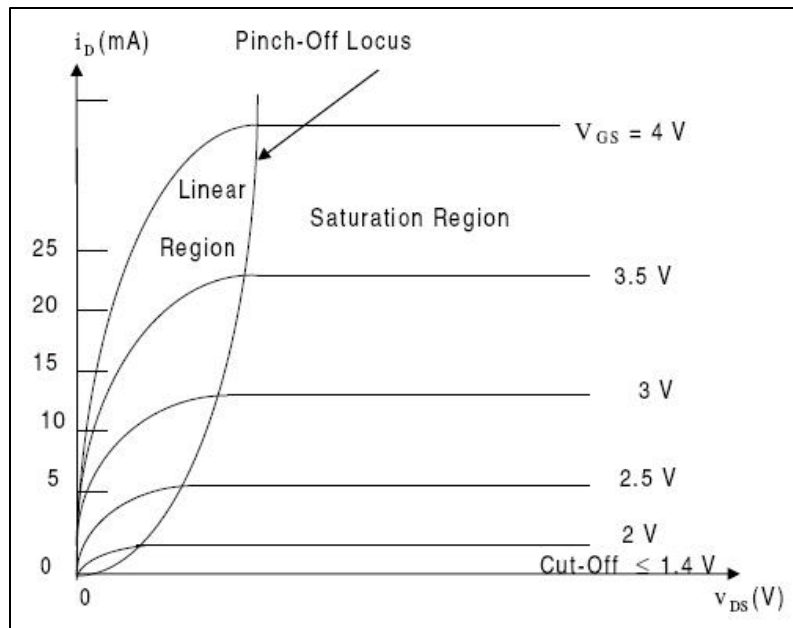 i_D (mA)
Pinch-Off Locus
V_GS = 4 V
Linear
Region
Saturation Region
25
3.5 V
20
15
3 V
10
5
2.5 V
2 V
0
Cut-Off ≤ 1.4 V
0
v_DS (V)